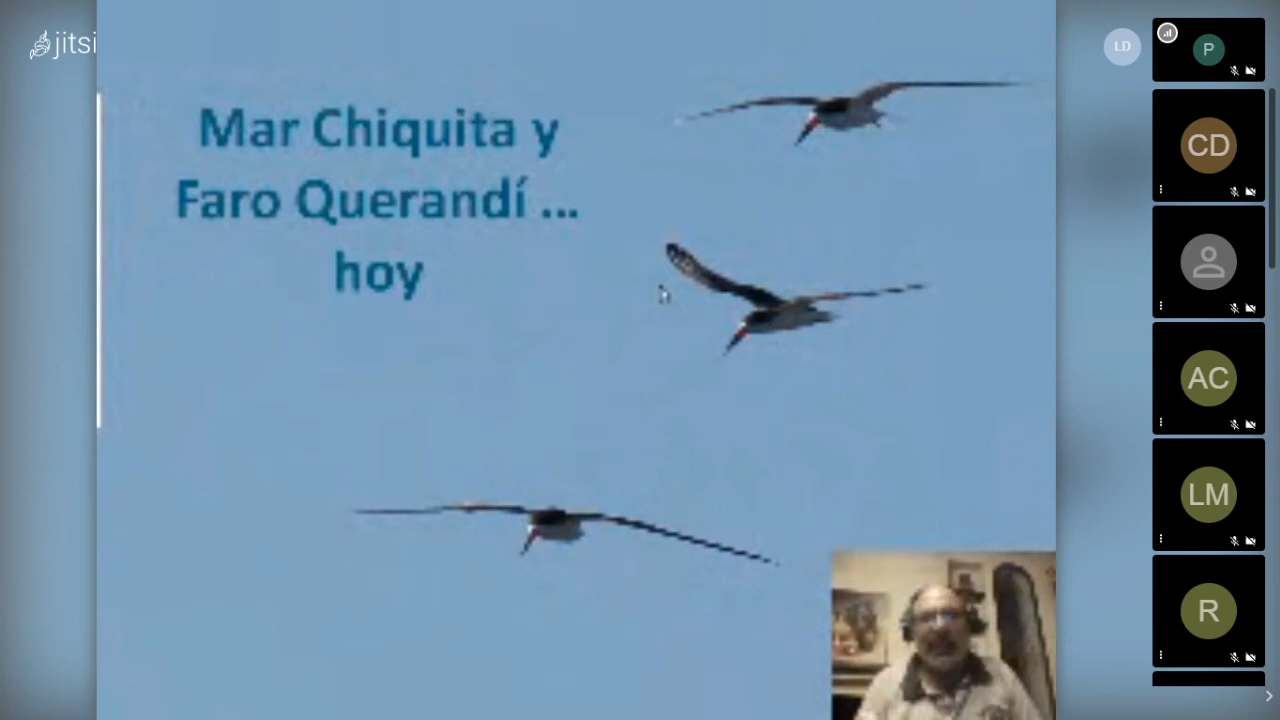 jitsi
Mar Chiquita y
Faro Querandí ...
hoy
LD
P
CD
AC
LM
R